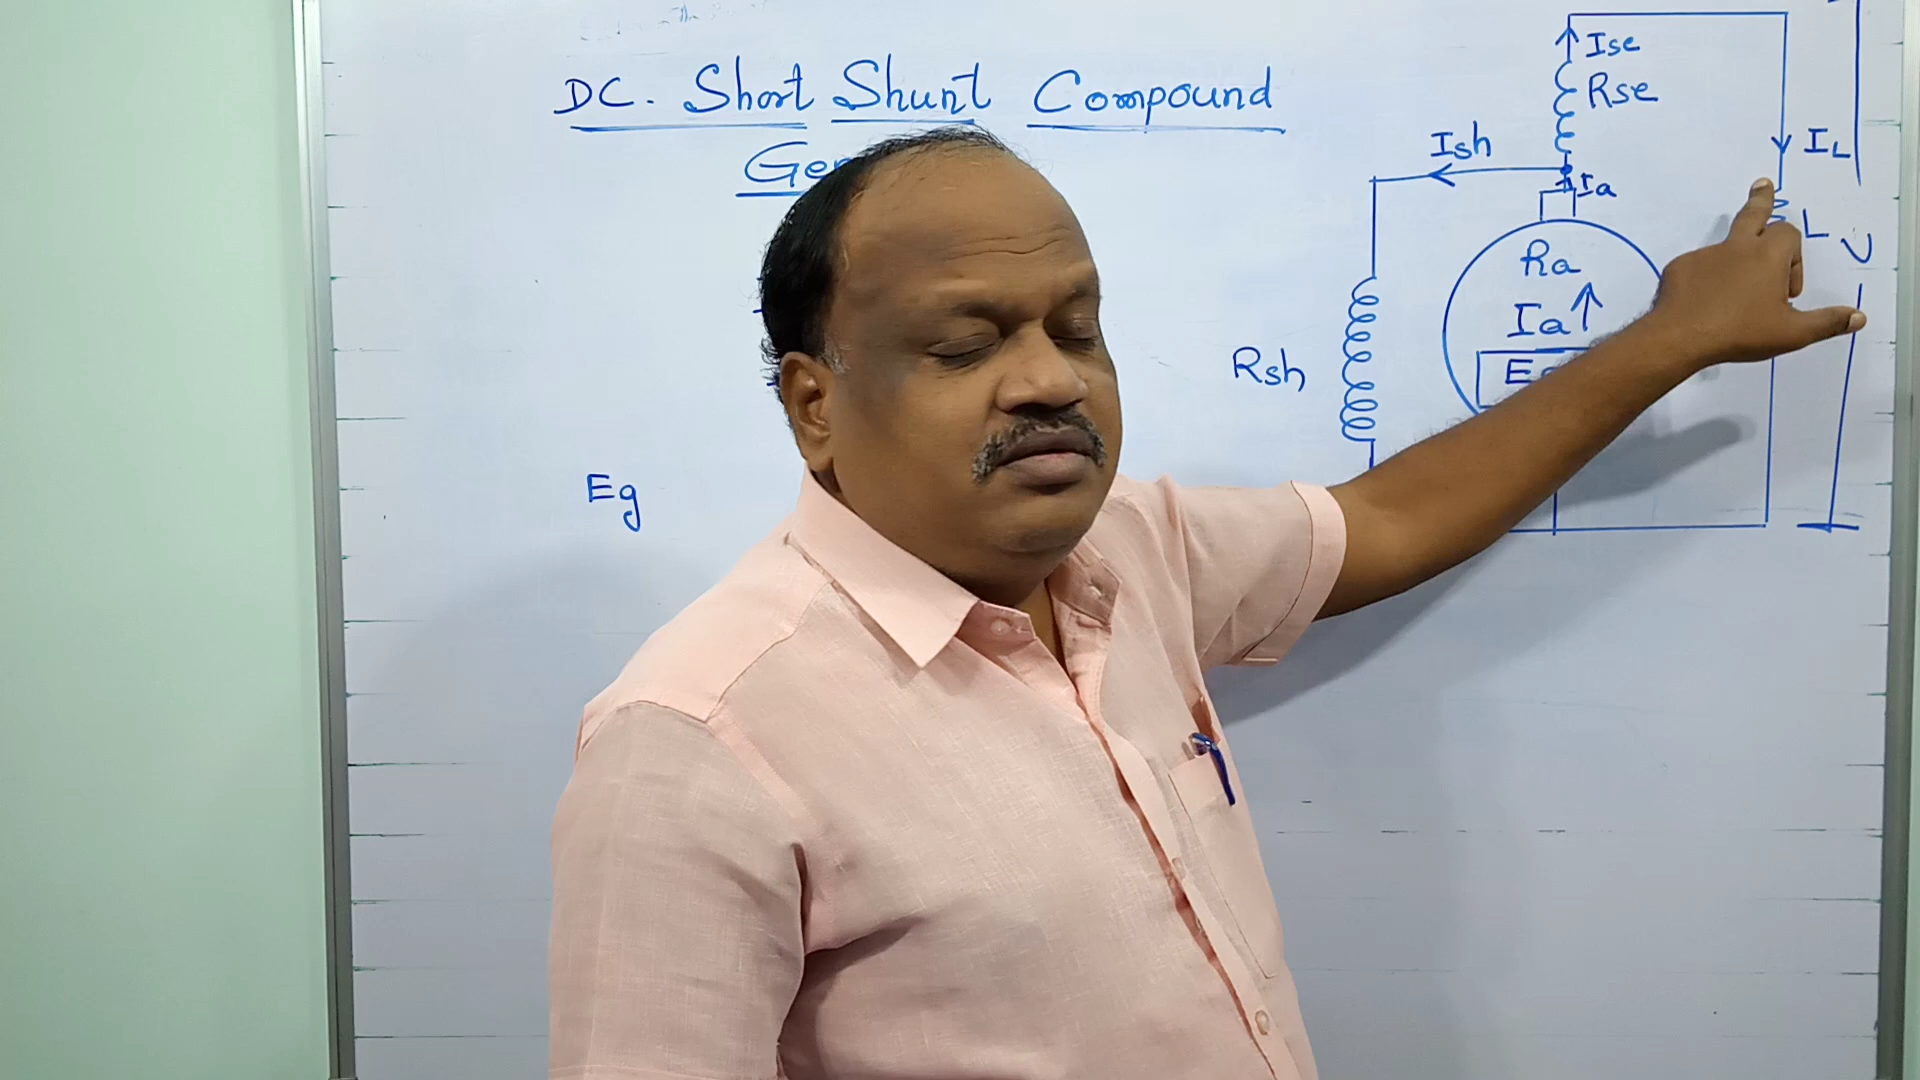 DC. Short Shunt Compound
Ise
Rse
Ish
IL
Ia
Ra
L
V
Ia
Rsh
Eg